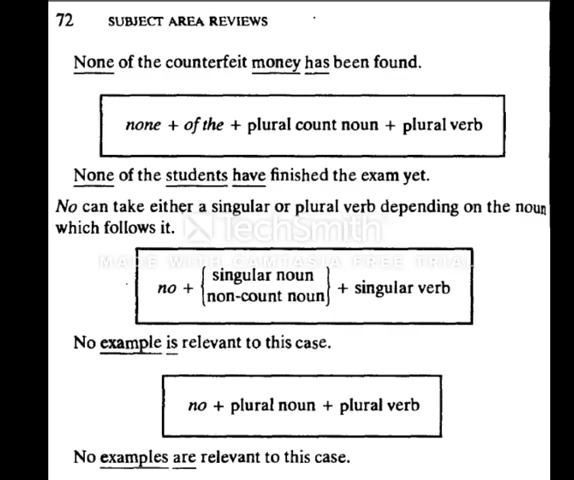 72 SUBJECT AREA REVIEWS
None of the counterfeit money has been found.
none + of the + plural count noun + plural verb
None of the students have finished the exam yet.
No can take either a singular or plural verb depending on the noun
which follows it.
TechSmith
MADE WITH CAMTASIA FREE TRIAL
no + { singular noun
non-count noun } + singular verb
No example is relevant to this case.
no + plural noun + plural verb
No examples are relevant to this case.